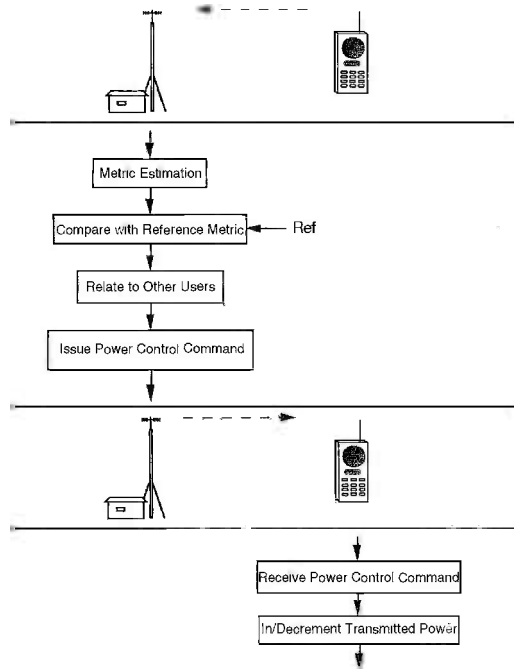 Metric Estimation
Compare with Reference Metric
Ref
Relate to Other Users
Issue Power Control Command
Receive Power Control Command
In/Decrement Transmitted Power